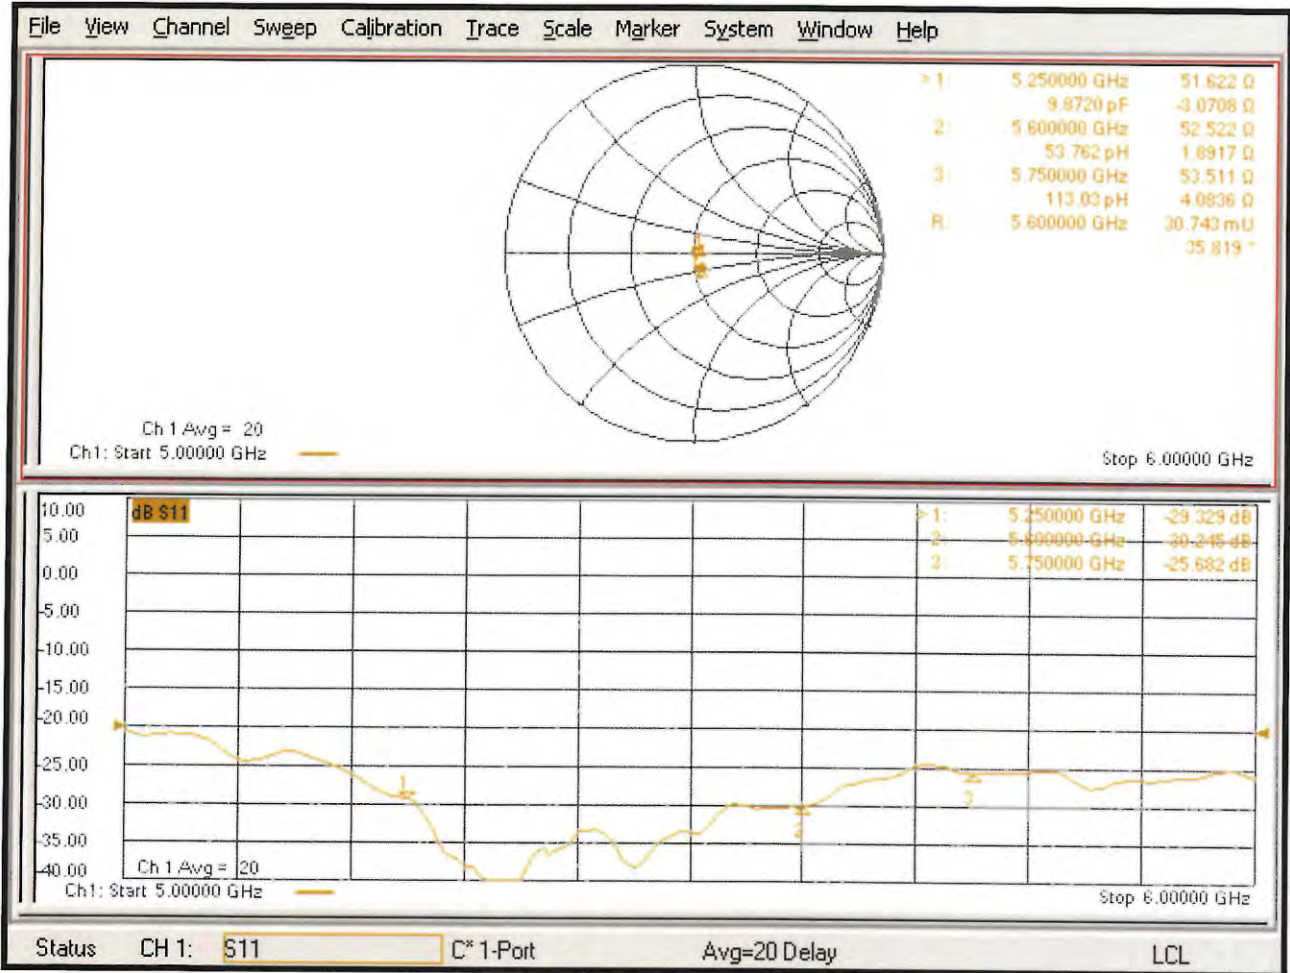 File View Channel Sweep Calibration Trace Scale Marker System Window Help
> 1: 5.250000 GHz 51.622 Ω
9.8720 pF -3.0708 Ω
2: 5.600000 GHz 52.522 Ω
53.762 pH 1.8917 Ω
3: 5.750000 GHz 53.511 Ω
113.03 pH 4.0836 Ω
R: 5.600000 GHz 30.743 mU
35.819 °
Ch 1 Avg = 20
Ch1: Start 5.00000 GHz
Stop 6.00000 GHz
10.00
dB S11
> 1: 5.250000 GHz -29.329 dB
5.00
2: 5.600000 GHz -30.245 dB
3: 5.750000 GHz -25.682 dB
0.00
-5.00
-10.00
-15.00
-20.00
-25.00
1
-30.00
3
2
-35.00
-40.00
Ch 1 Avg = 20
Ch1: Start 5.00000 GHz
Stop 6.00000 GHz
Status CH 1: S11 C* 1-Port Avg=20 Delay LCL